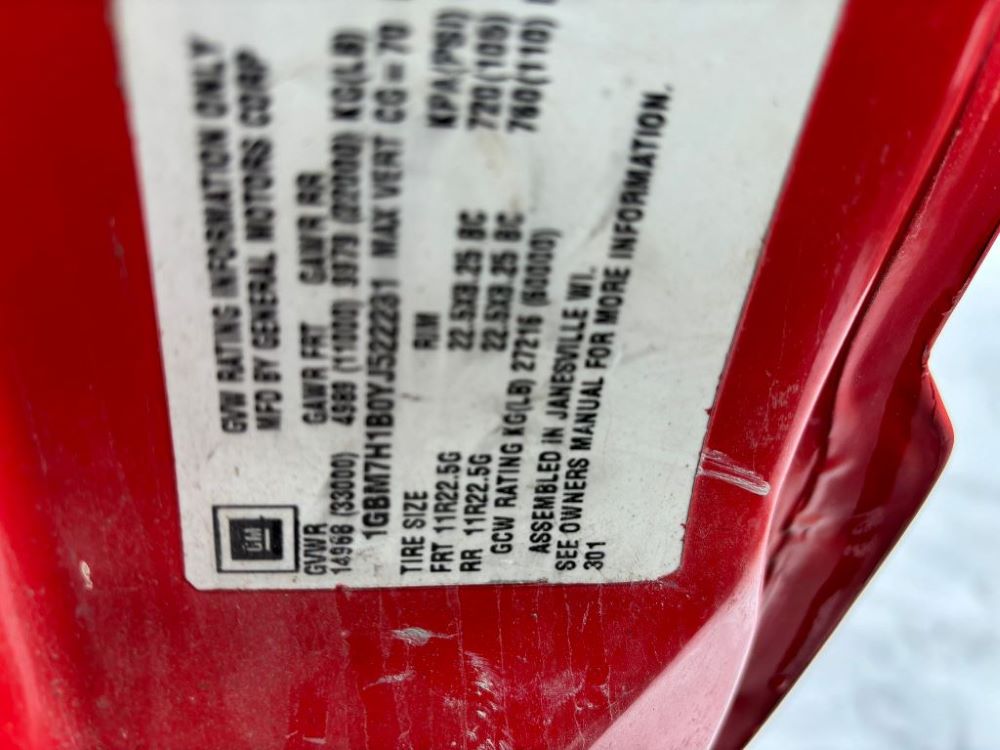 GM
GVW RATING INFORMATION ONLY
MFD BY GENERAL MOTORS CORP
GVWR GAWR FRT GAWR RR
14968 (33000) 4989 (11000) 9979 (22000) KG(LB)
1GBM7H1B0YJ522231 MAX VERT CG=70
TIRE SIZE RIM KPA(PSI)
FRT 11R22.5G 22.5X8.25 BC 720(105)
RR 11R22.5G 22.5X8.25 BC 760(110)
GCW RATING KG(LB) 27216 (60000)
ASSEMBLED IN JANESVILLE WI.
SEE OWNERS MANUAL FOR MORE INFORMATION.
301